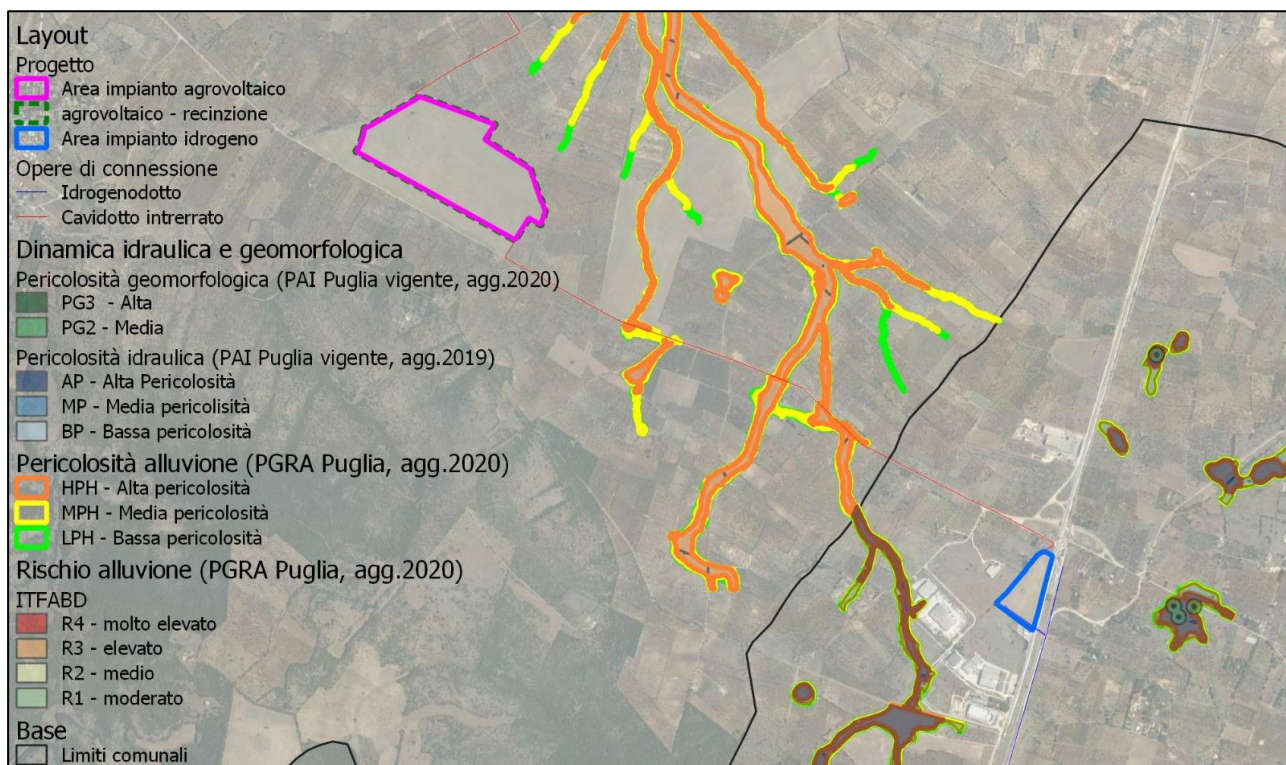 Layout
Progetto
Area impianto agrovoltaico
agrovoltaico - recinzione
Area impianto idrogeno
Opere di connessione
Idrogenodotto
Cavidotto intrerrato
Dinamica idraulica e geomorfologica
Pericolosità geomorfologica (PAI Puglia vigente, agg.2020)
PG3 - Alta
PG2 - Media
Pericolosità idraulica (PAI Puglia vigente, agg.2019)
AP - Alta Pericolosità
MP - Media pericolisità
BP - Bassa pericolosità
Pericolosità alluvione (PGRA Puglia, agg.2020)
HPH - Alta pericolosità
MPH - Media pericolosità
LPH - Bassa pericolosità
Rischio alluvione (PGRA Puglia, agg.2020)
ITFABD
R4 - molto elevato
R3 - elevato
R2 - medio
R1 - moderato
Base
Limiti comunali